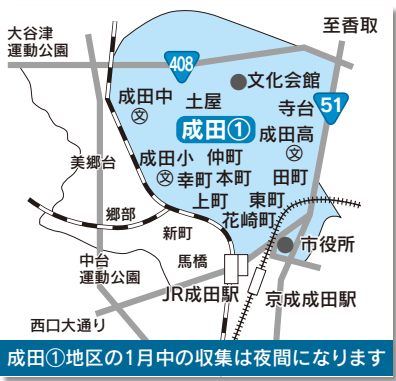 大谷津
運動公園
至香取
408
文化会館
成田中
文
土屋
寺台
51
成田①
成田高
文
美郷台
成田小
文
仲町
幸町
本町
田町
上町
東町
花崎町
郷部
新町
市役所
中台
運動公園
馬橋
JR成田駅
京成成田駅
西口大通り
成田①地区の1月中の収集は夜間になります